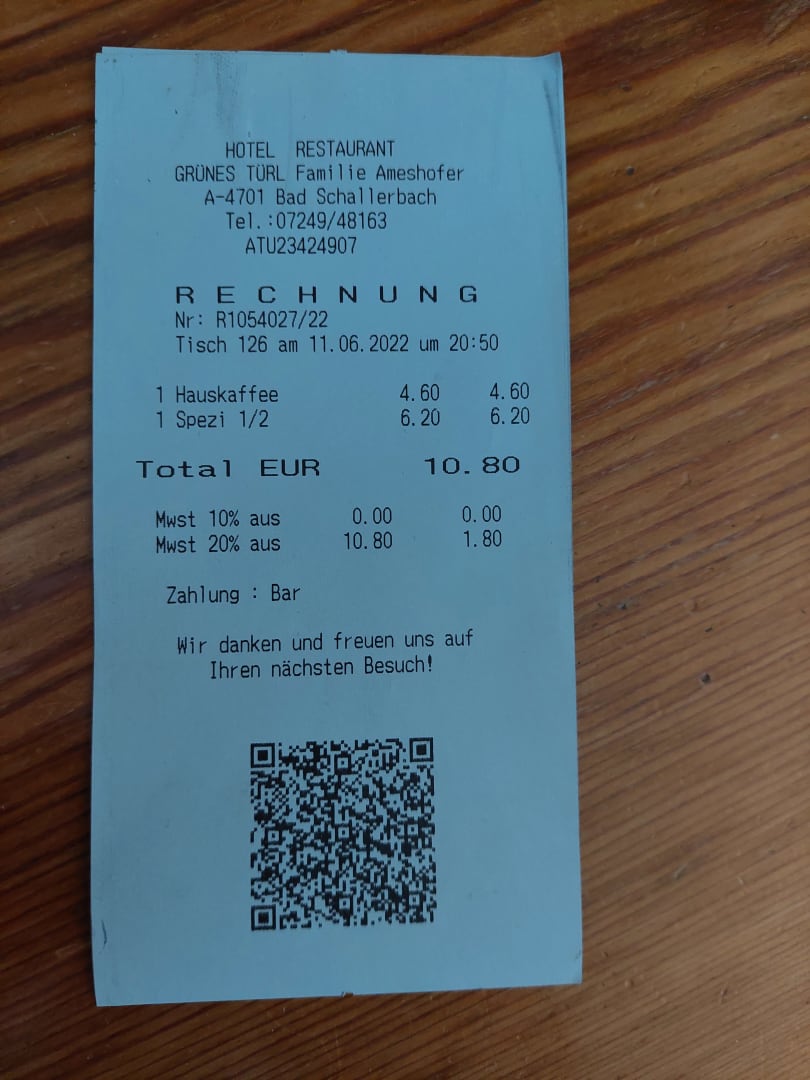 HOTEL RESTAURANT
GRÜNES TÜRL Familie Ameshofer
A-4701 Bad Schallerbach
Tel.:07249/48163
ATU23424907
RECHNUNG
Nr: R1054027/22
Tisch 126 am 11.06.2022 um 20:50
1 Hauskaffee 4.60 4.60
1 Spezi 1/2 6.20 6.20
Total EUR 10.80
Mwst 10% aus 0.00 0.00
Mwst 20% aus 10.80 1.80
Zahlung : Bar
Wir danken und freuen uns auf
Ihren nächsten Besuch!